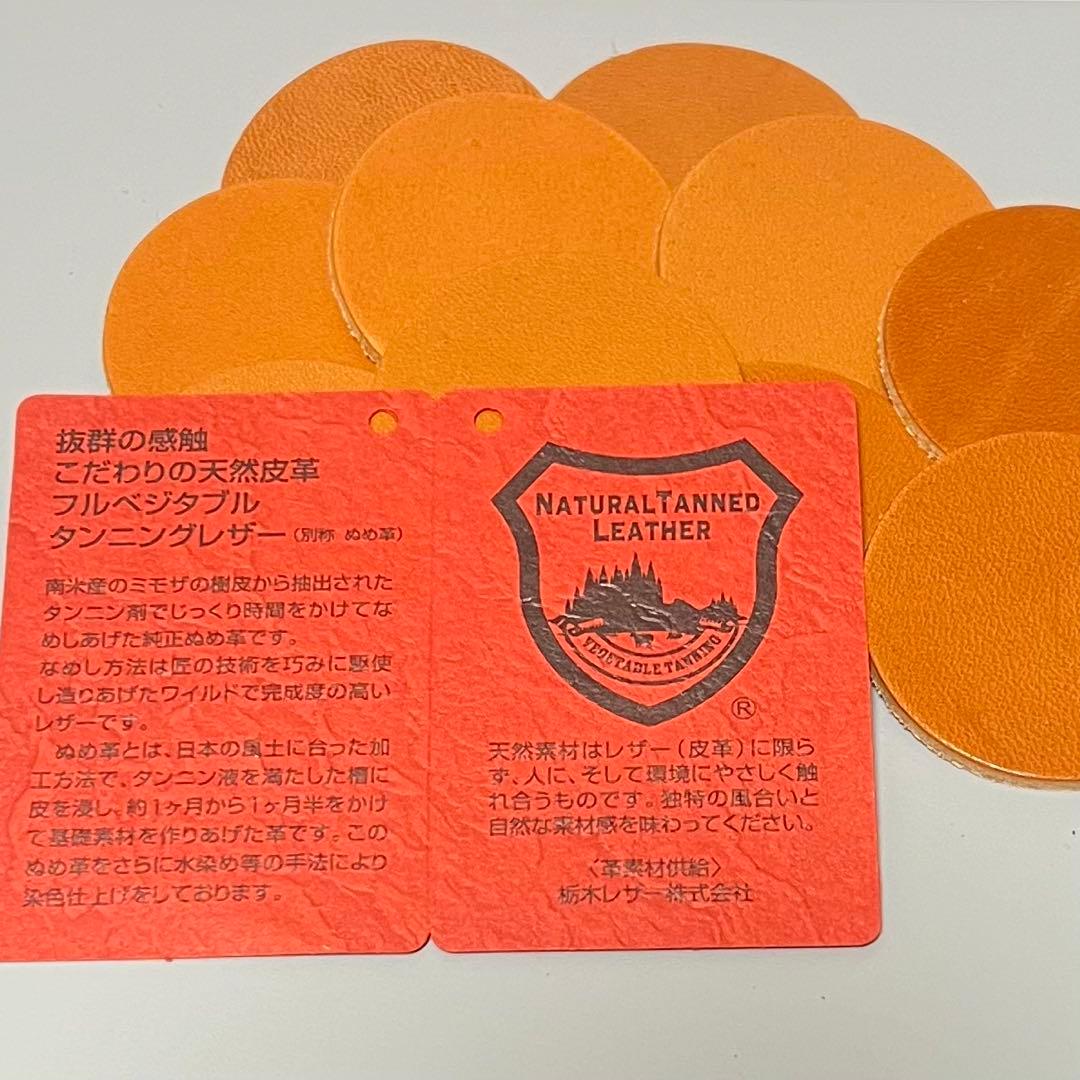 抜群の感触
こだわりの天然皮革
フルベジタブル
タンニングレザー（別称 ぬめ革）
南米産のミモザの樹皮から抽出された
タンニン剤でじっくり時間をかけてな
めしあげた純正ぬめ革です。
なめし方法は匠の技術を巧みに駆使
し造りあげたワイルドで完成度の高い
レザーです。
ぬめ革とは、日本の風土に合った加
工方法で、タンニン液を満たした槽に
皮を浸し、約1ヶ月から1ヶ月半をかけ
て基礎素材を作りあげた革です。この
ぬめ革をさらに水染め等の手法により
染色仕上げをしております。
NATURAL TANNED
LEATHER
VEGETABLE TANNING
®
天然素材はレザー（皮革）に限ら
ず、人に、そして環境にやさしく触
れ合うものです。独特の風合いと
自然な素材感を味わってください。
〈革素材供給〉
栃木レザー株式会社